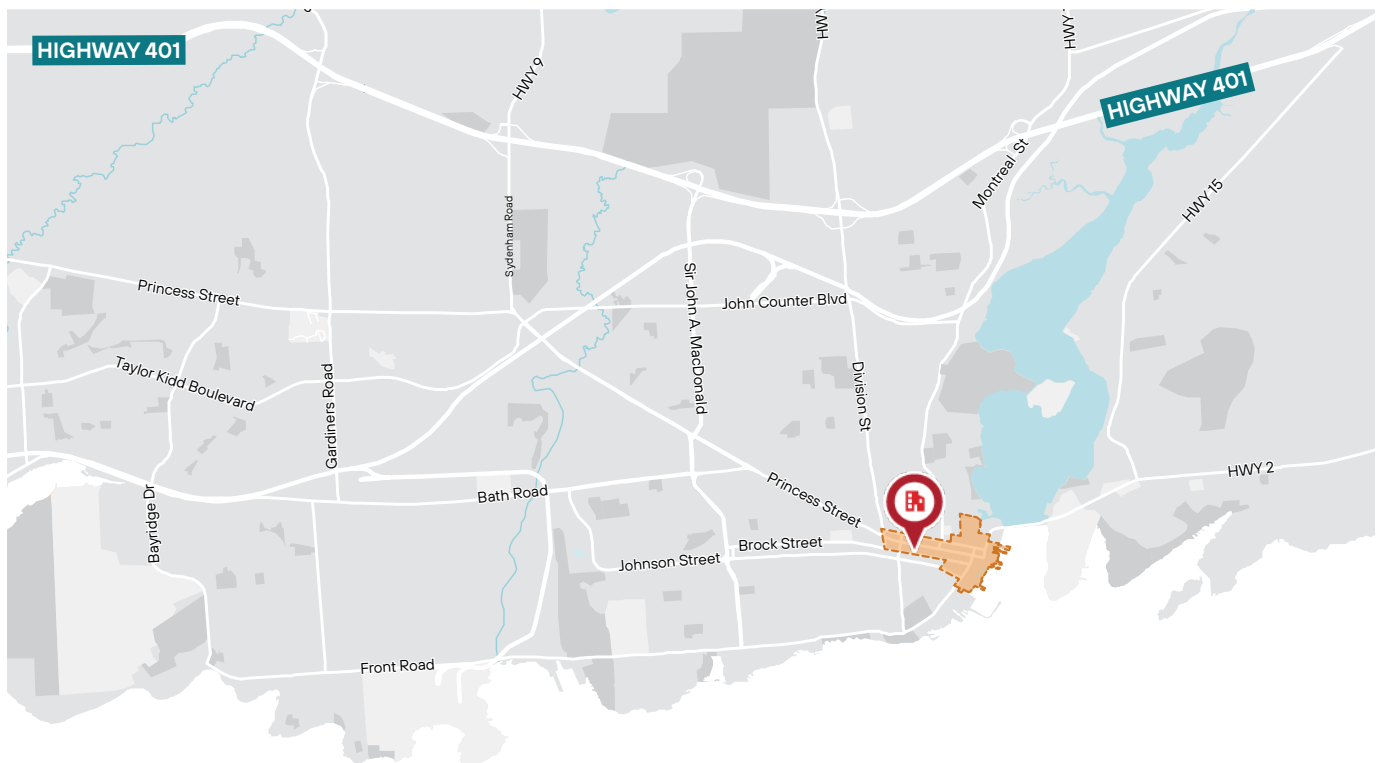 HIGHWAY 401
HWY 9
HWY
HWY
HIGHWAY 401
Montreal St
HWY 15
Sydenham Road
Princess Street
Sir John A. MacDonald
John Counter Blvd
Taylor Kidd Boulevard
Gardiners Road
Division St
HWY 2
Bath Road
Princess Street
Bayridge Dr
Brock Street
Johnson Street
Front Road